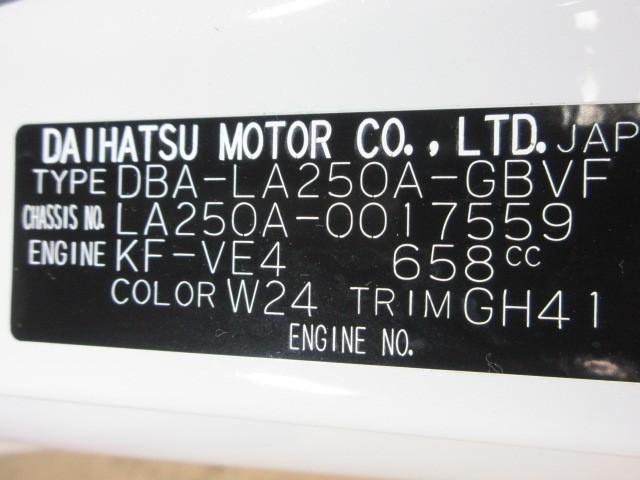 DAIHATSU MOTOR CO., LTD. JAP
TYPE DBA-LA250A-GBVF
CHASSIS NO. LA250A-0017559
ENGINE KF-VE4 658cc
COLOR W24 TRIM GH41
ENGINE NO.